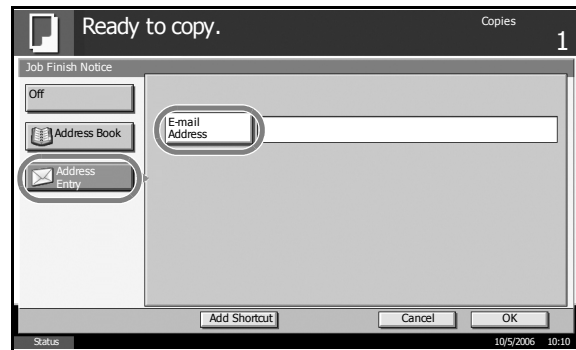 Ready to copy.
Copies
1
Job Finish Notice
Off
Address Book
Address
Entry
E-mail
Address
Add Shortcut
Cancel
OK
Status
10/5/2006 10:10